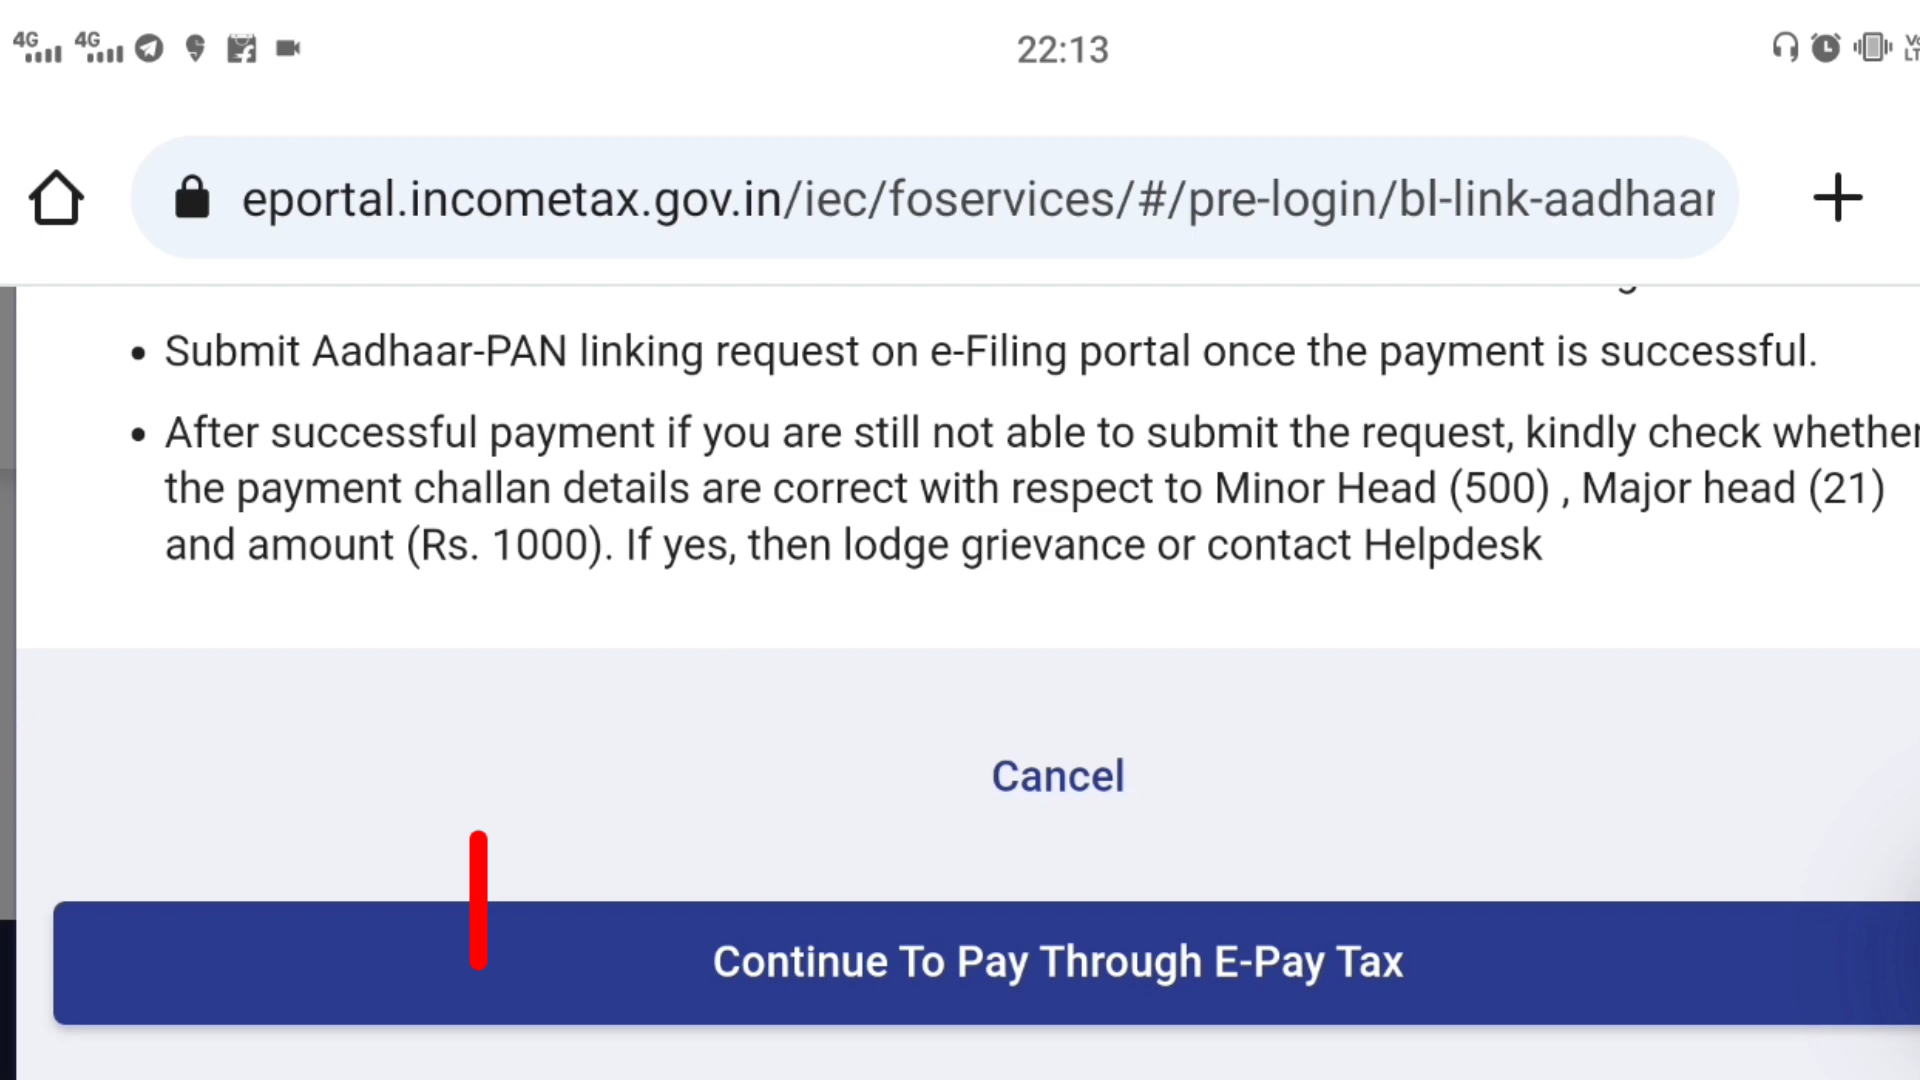 4G 4G 22:13
eportal.incometax.gov.in/iec/foservices/#/pre-login/bl-link-aadhaar
• Submit Aadhaar-PAN linking request on e-Filing portal once the payment is successful.
• After successful payment if you are still not able to submit the request, kindly check whether
the payment challan details are correct with respect to Minor Head (500) , Major head (21)
and amount (Rs. 1000). If yes, then lodge grievance or contact Helpdesk
Cancel
Continue To Pay Through E-Pay Tax